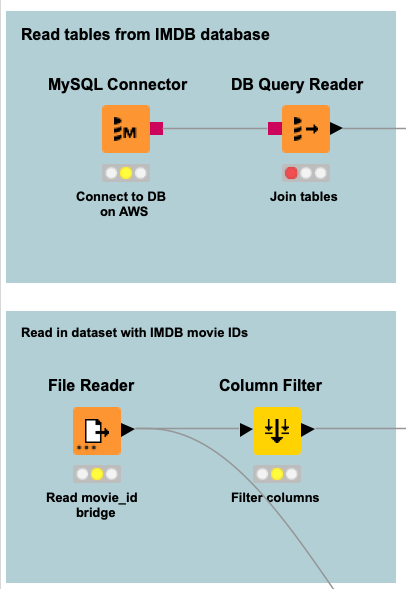 Read tables from IMDB database
MySQL Connector
DB Query Reader
M
Connect to DB
on AWS
Join tables
Read in dataset with IMDB movie IDs
File Reader
Column Filter
Read movie_id
bridge
Filter columns